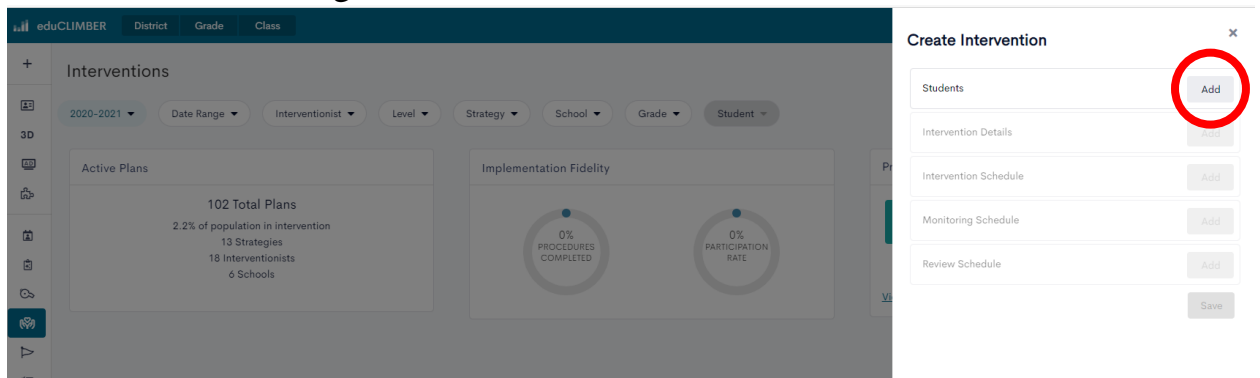 eduCLIMBER District Grade Class
Interventions
2020-2021 Date Range Interventionist Level Strategy School Grade Student
3D
Active Plans
102 Total Plans
2.2% of population in intervention
13 Strategies
18 Interventionists
6 Schools
Implementation Fidelity
0%
PROCEDURES
COMPLETED
0%
PARTICIPATION
RATE
Pr
Vi
Create Intervention
Students Add
Intervention Details Add
Intervention Schedule Add
Monitoring Schedule Add
Review Schedule Add
Save